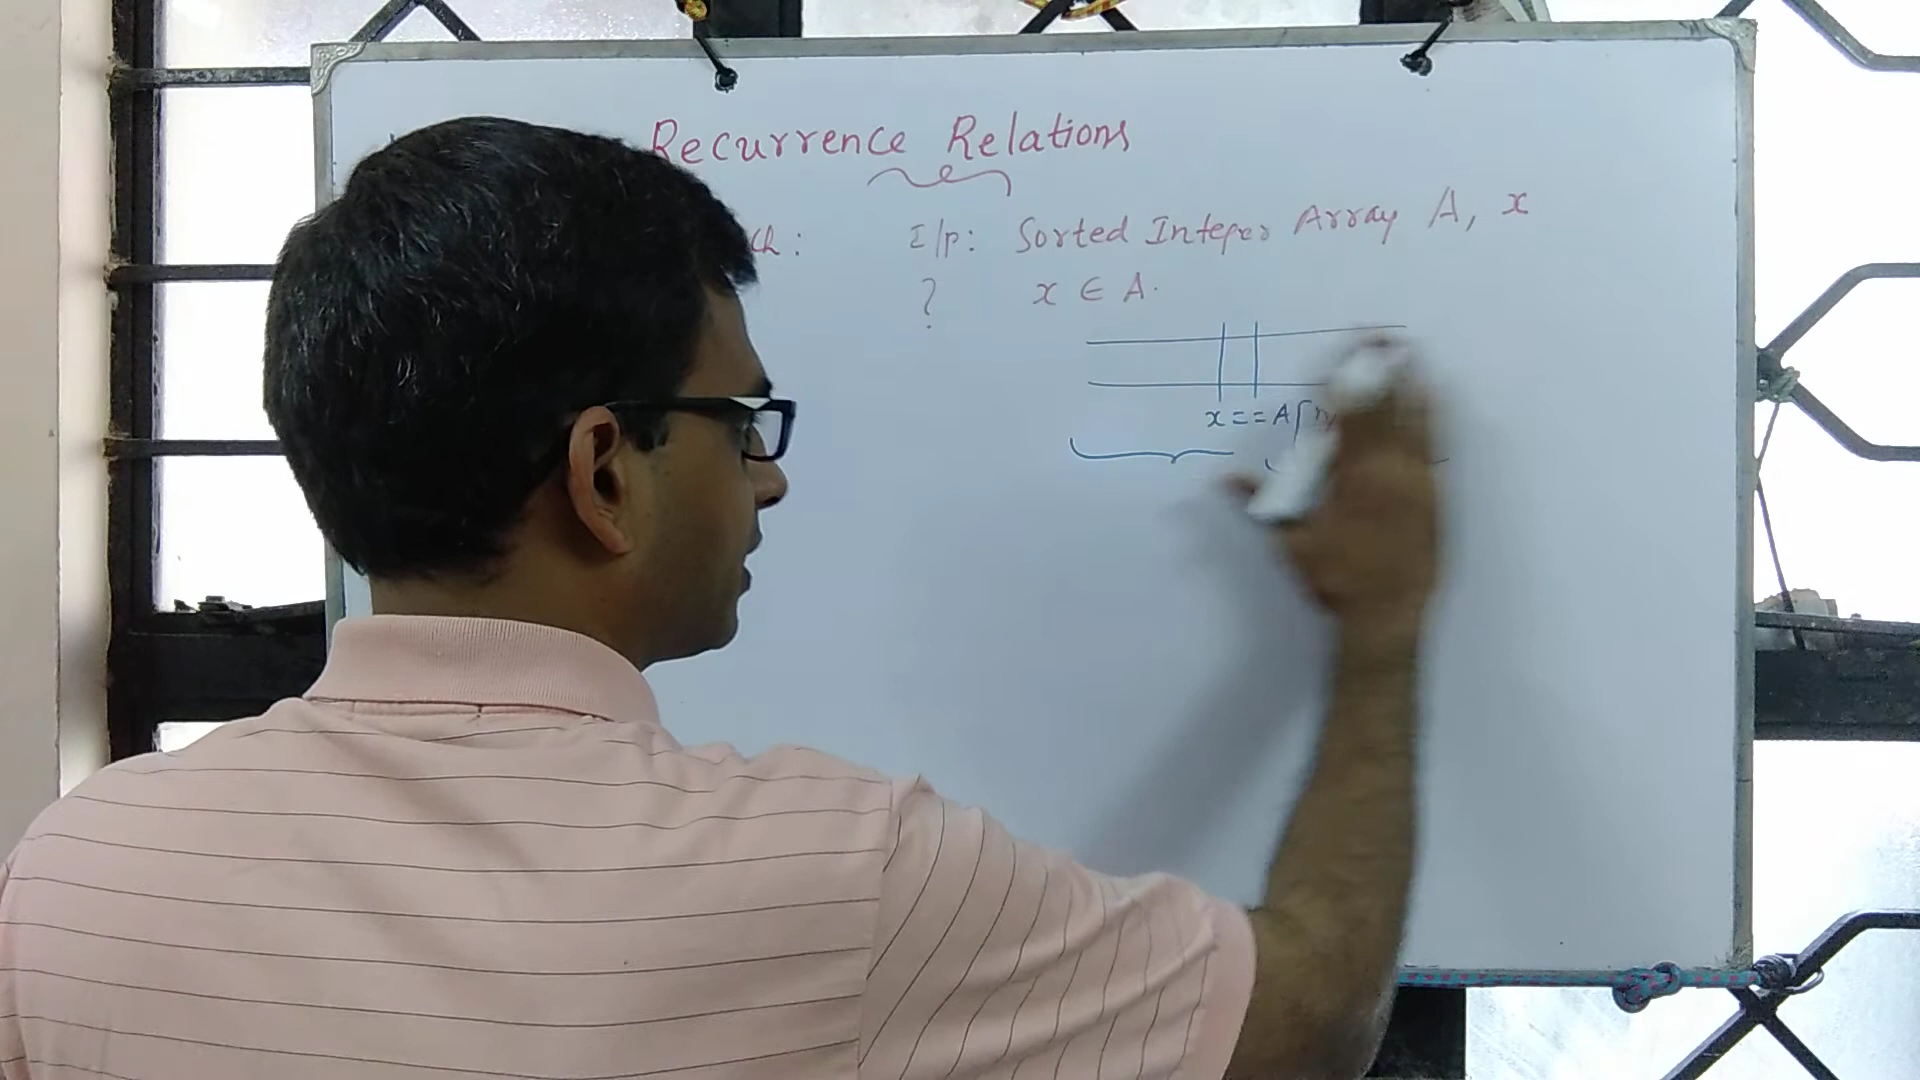 Recurrence Relations
ch: I/p: Sorted Integer Array A, x
? x ∈ A.
x == A[n/